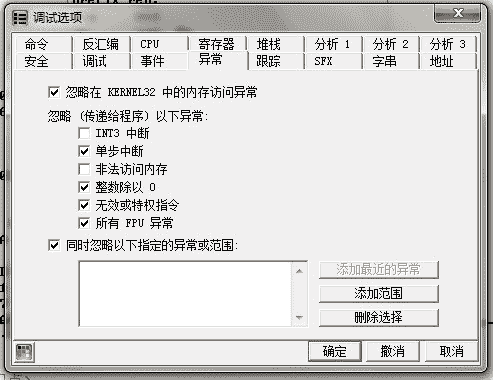 调试选项
命令 反汇编 CPU 寄存器 堆栈 分析 1 分析 2 分析 3
安全 调试 事件 异常 跟踪 SFX 字串 地址
忽略在 KERNEL32 中的内存访问异常
忽略 (传递给程序) 以下异常:
INT3 中断
单步中断
非法访问内存
整数除以 0
无效或特权指令
所有 FPU 异常
同时忽略以下指定的异常或范围:
添加最近的异常
添加范围
删除选择
确定 撤消 取消